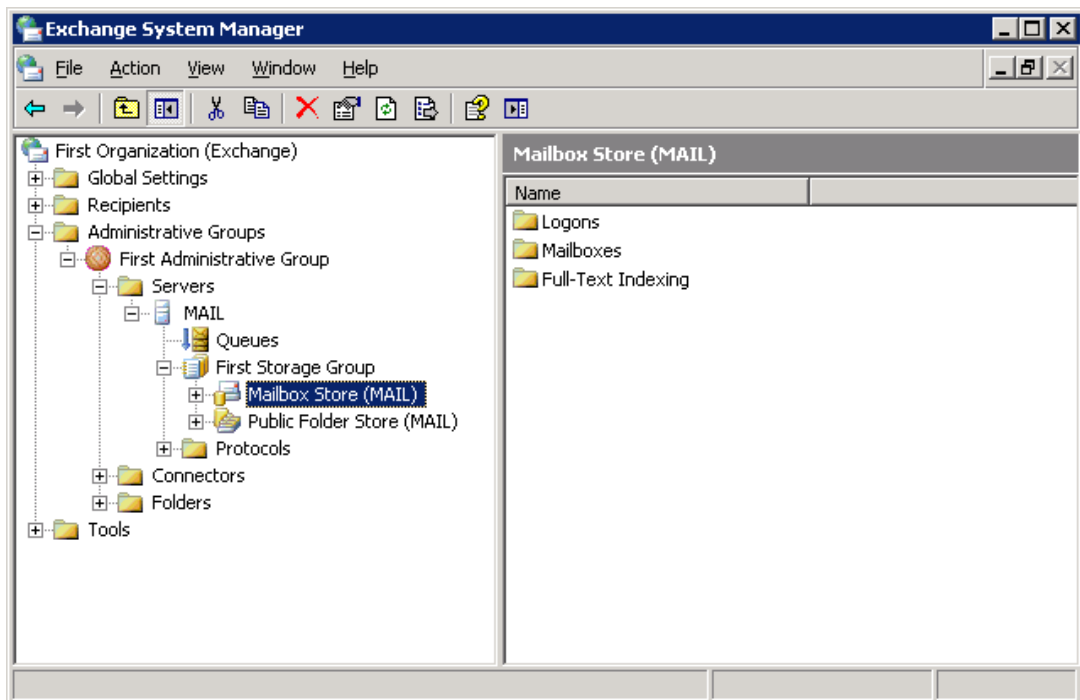 Exchange System Manager
File Action View Window Help
First Organization (Exchange)
Global Settings
Recipients
Administrative Groups
First Administrative Group
Servers
MAIL
Queues
First Storage Group
Mailbox Store (MAIL)
Public Folder Store (MAIL)
Protocols
Connectors
Folders
Tools
Mailbox Store (MAIL)
Name
Logons
Mailboxes
Full-Text Indexing